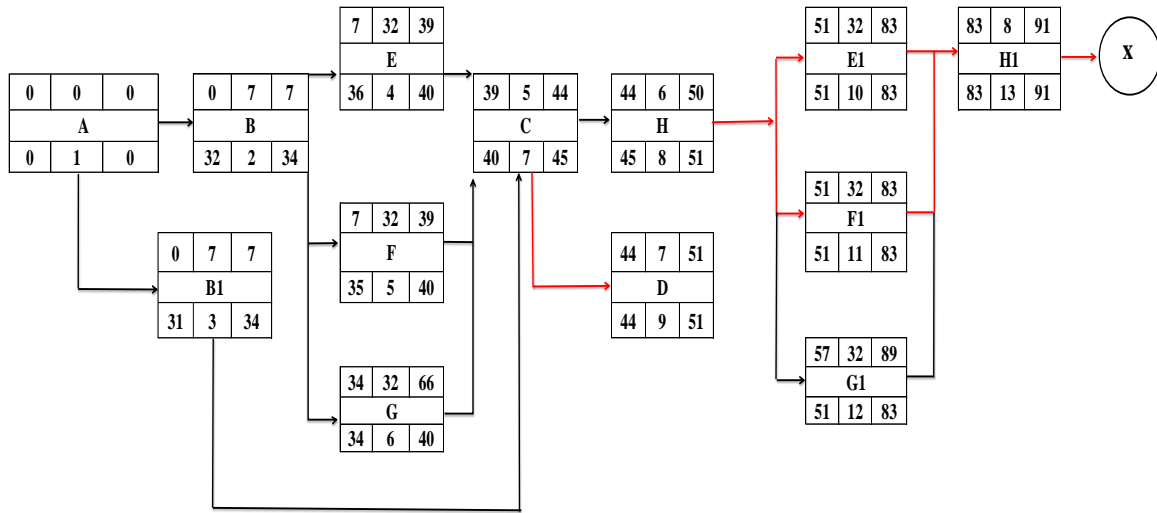 0 0 0
A
0 1 0
0 7 7
B
32 2 34
0 7 7
B1
31 3 34
7 32 39
E
36 4 40
7 32 39
F
35 5 40
34 32 66
G
34 6 40
39 5 44
C
40 7 45
44 6 50
H
45 8 51
44 7 51
D
44 9 51
51 32 83
E1
51 10 83
51 32 83
F1
51 11 83
57 32 89
G1
51 12 83
83 8 91
H1
83 13 91
X